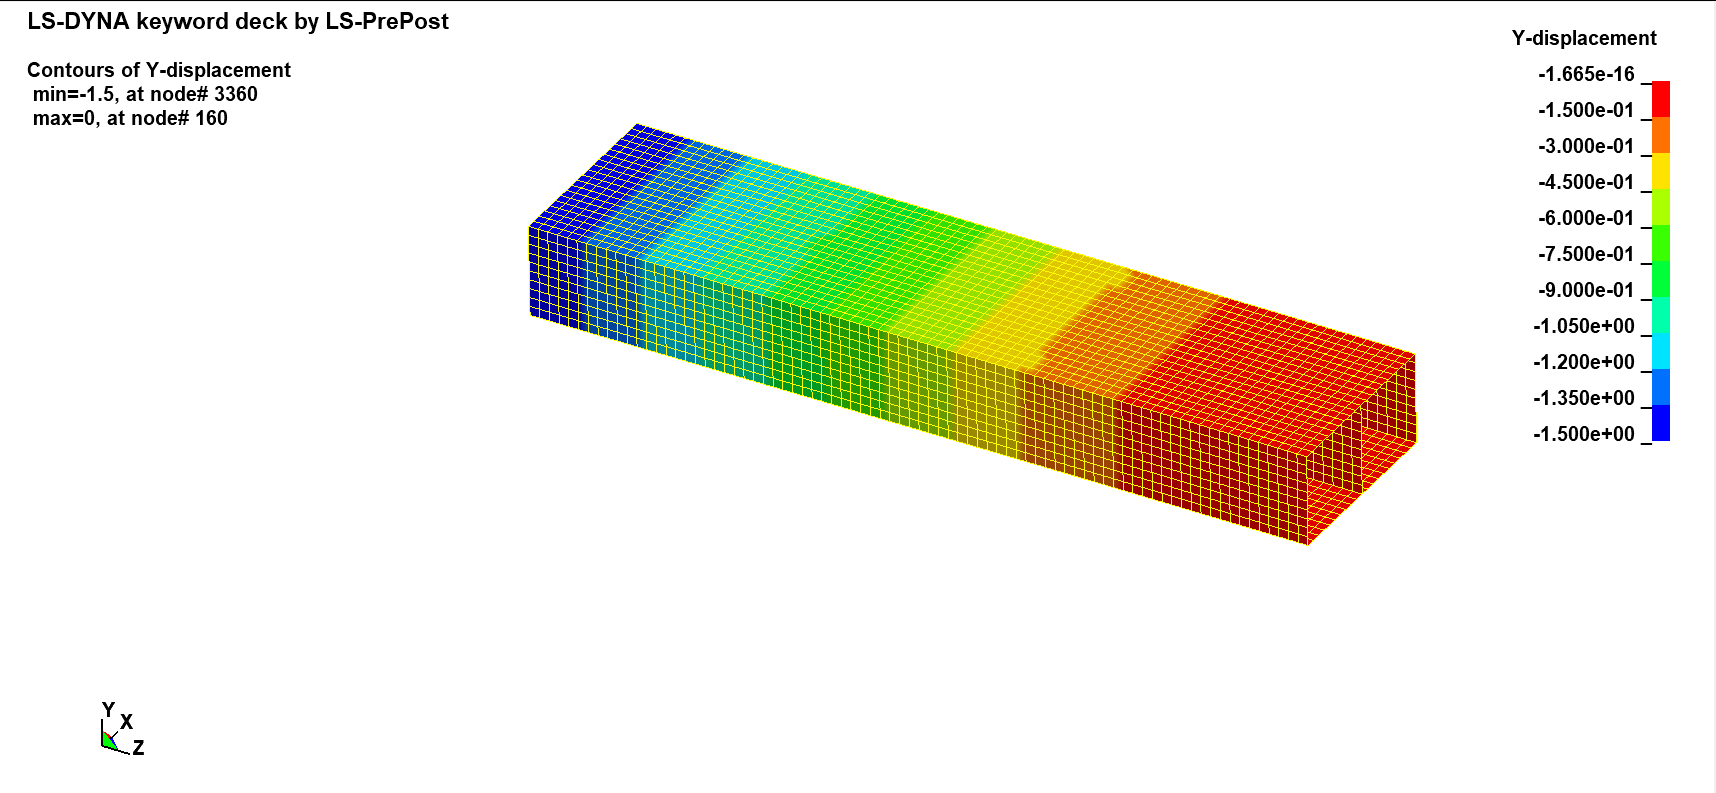 LS-DYNA keyword deck by LS-PrePost
Contours of Y-displacement
min=-1.5, at node# 3360
max=0, at node# 160
Y-displacement
-1.665e-16
-1.500e-01
-3.000e-01
-4.500e-01
-6.000e-01
-7.500e-01
-9.000e-01
-1.050e+00
-1.200e+00
-1.350e+00
-1.500e+00
Y
X
Z